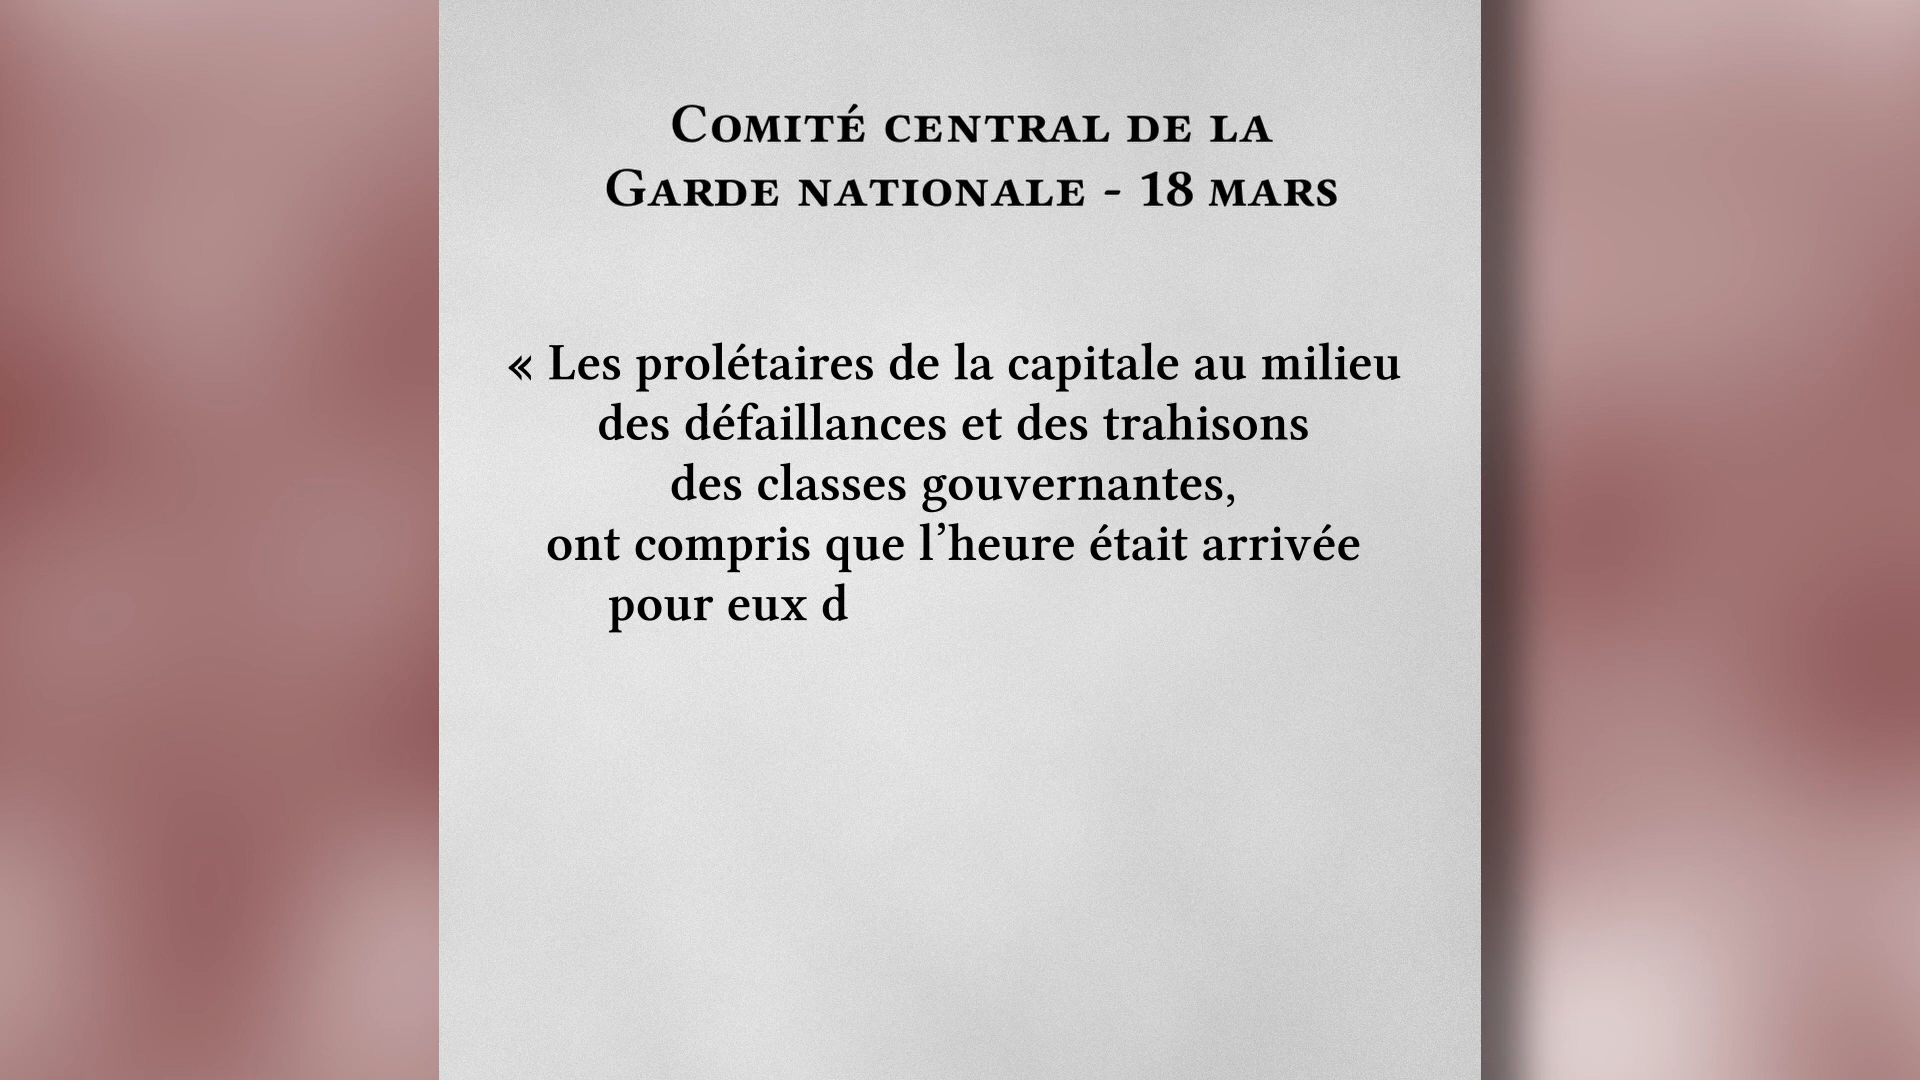 Comité central de la
Garde nationale - 18 mars
« Les prolétaires de la capitale au milieu
des défaillances et des trahisons
des classes gouvernantes,
ont compris que l’heure était arrivée
pour eux d